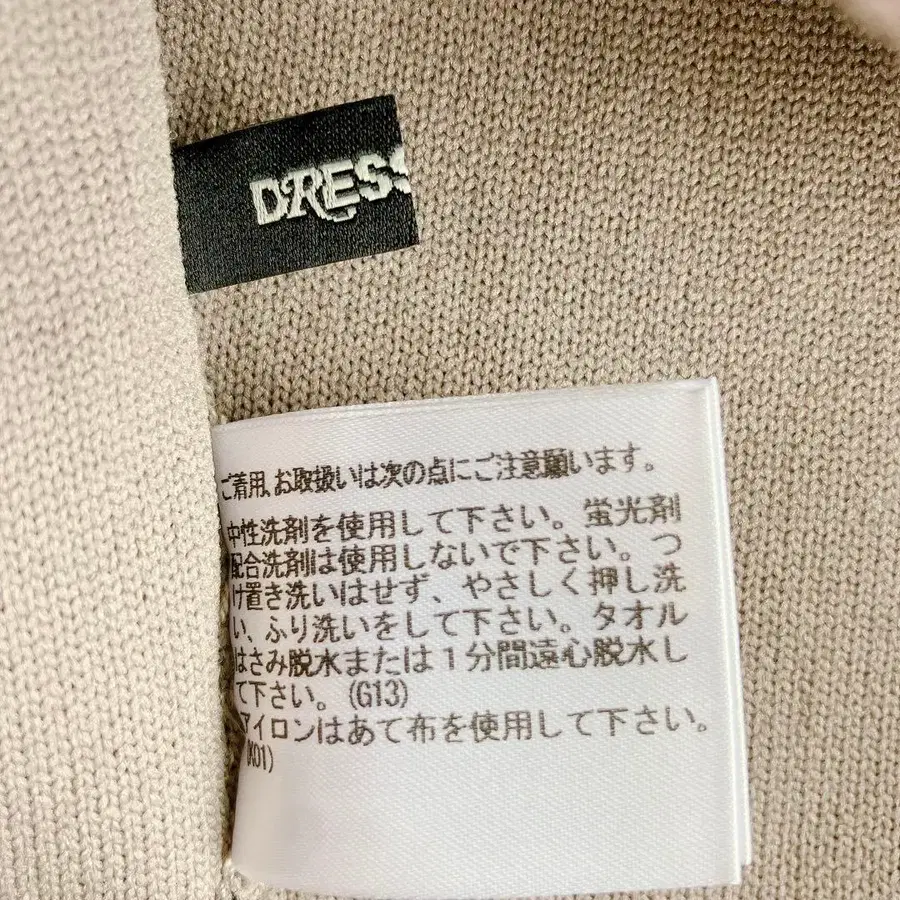 DRESS
ご着用、お取扱いは次の点にご注意願います。
中性洗剤を使用して下さい。蛍光剤
配合洗剤は使用しないで下さい。つ
け置き洗いはせず、やさしく押し洗
い、ふり洗いをして下さい。タオル
はさみ脱水または1分間遠心脱水し
て下さい。(G13)
アイロンはあて布を使用して下さい。
(K01)